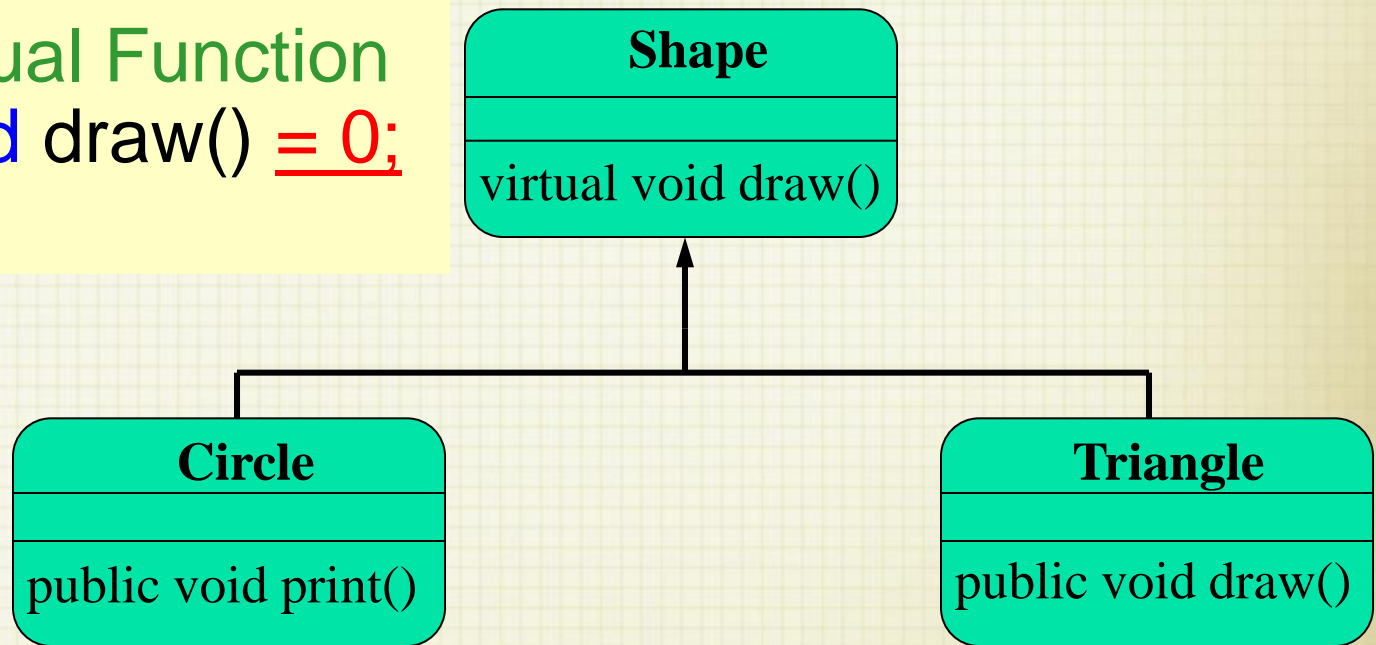 ual Function
d draw() = 0;
Shape
virtual void draw()
Circle
public void print()
Triangle
public void draw()